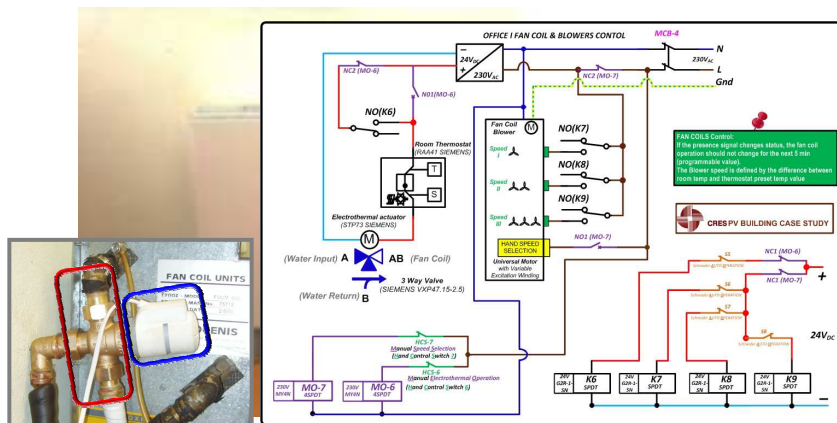 OFFICE I FAN COIL & BLOWERS CONTOL
MCB-4
N
24VDC
230VAC
230VAC
L
Gnd
NC2 (MO-6)
N01(MO-6)
NC2 (MO-7)
NO(K6)
Room Thermostat
(RAA41 SIEMENS)
T
S
Electrothermal actuator
(STP73 SIEMENS)
M
(Water Input) A
AB (Fan Coil)
3 Way Valve
(SIEMENS VXP47.15-2.5)
(Water Return) B
Fan Coil
Blower
M
Speed
I
Speed
II
Speed
III
HAND SPEED
SELECTION
Universal Motor
with Variable
Excitation Winding
NO(K7)
NO(K8)
NO(K9)
NO1 (MO-7)
FAN COILS Control:
If the presence signal changes status, the fan coil
operation should not change for the next 5 min
(programmable value).
The Blower speed is defined by the difference between
room temp and thermostat preset temp value
CRES PV BUILDING CASE STUDY
HCS-7
Manual Speed Selection
(Hand Control Switch 7)
HCS-6
Manual Electrothermal Operation
(Hand Control Switch 6)
230V
MY4N
MO-7
4SPDT
230V
MY4N
MO-6
4SPDT
S5
NC1 (MO-6)
NC1 (MO-7)
S6
S7
S8
+
24VDC
24V
G2R-1-
SN
K6
SPDT
24V
G2R-1-
SN
K7
SPDT
24V
G2R-1-
SN
K8
SPDT
24V
G2R-1-
SN
K9
SPDT
FAN COIL UNITS